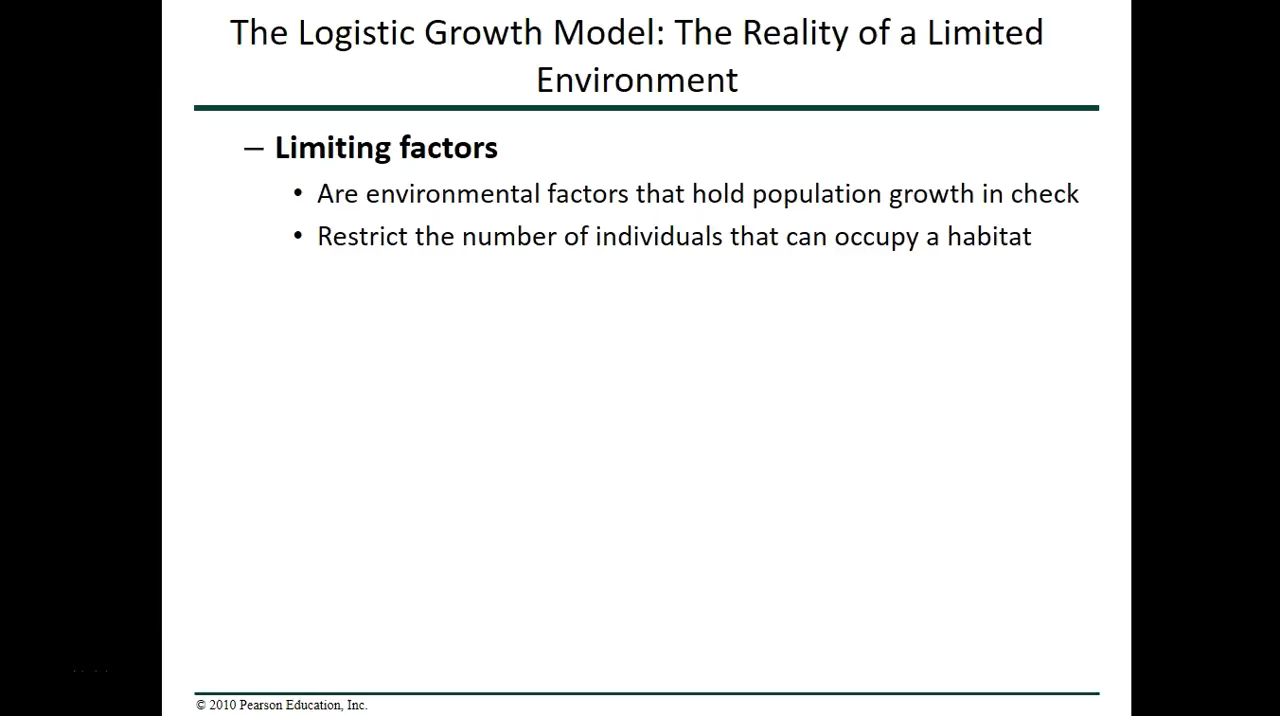 The Logistic Growth Model: The Reality of a Limited
Environment
– Limiting factors
• Are environmental factors that hold population growth in check
• Restrict the number of individuals that can occupy a habitat
© 2010 Pearson Education, Inc.